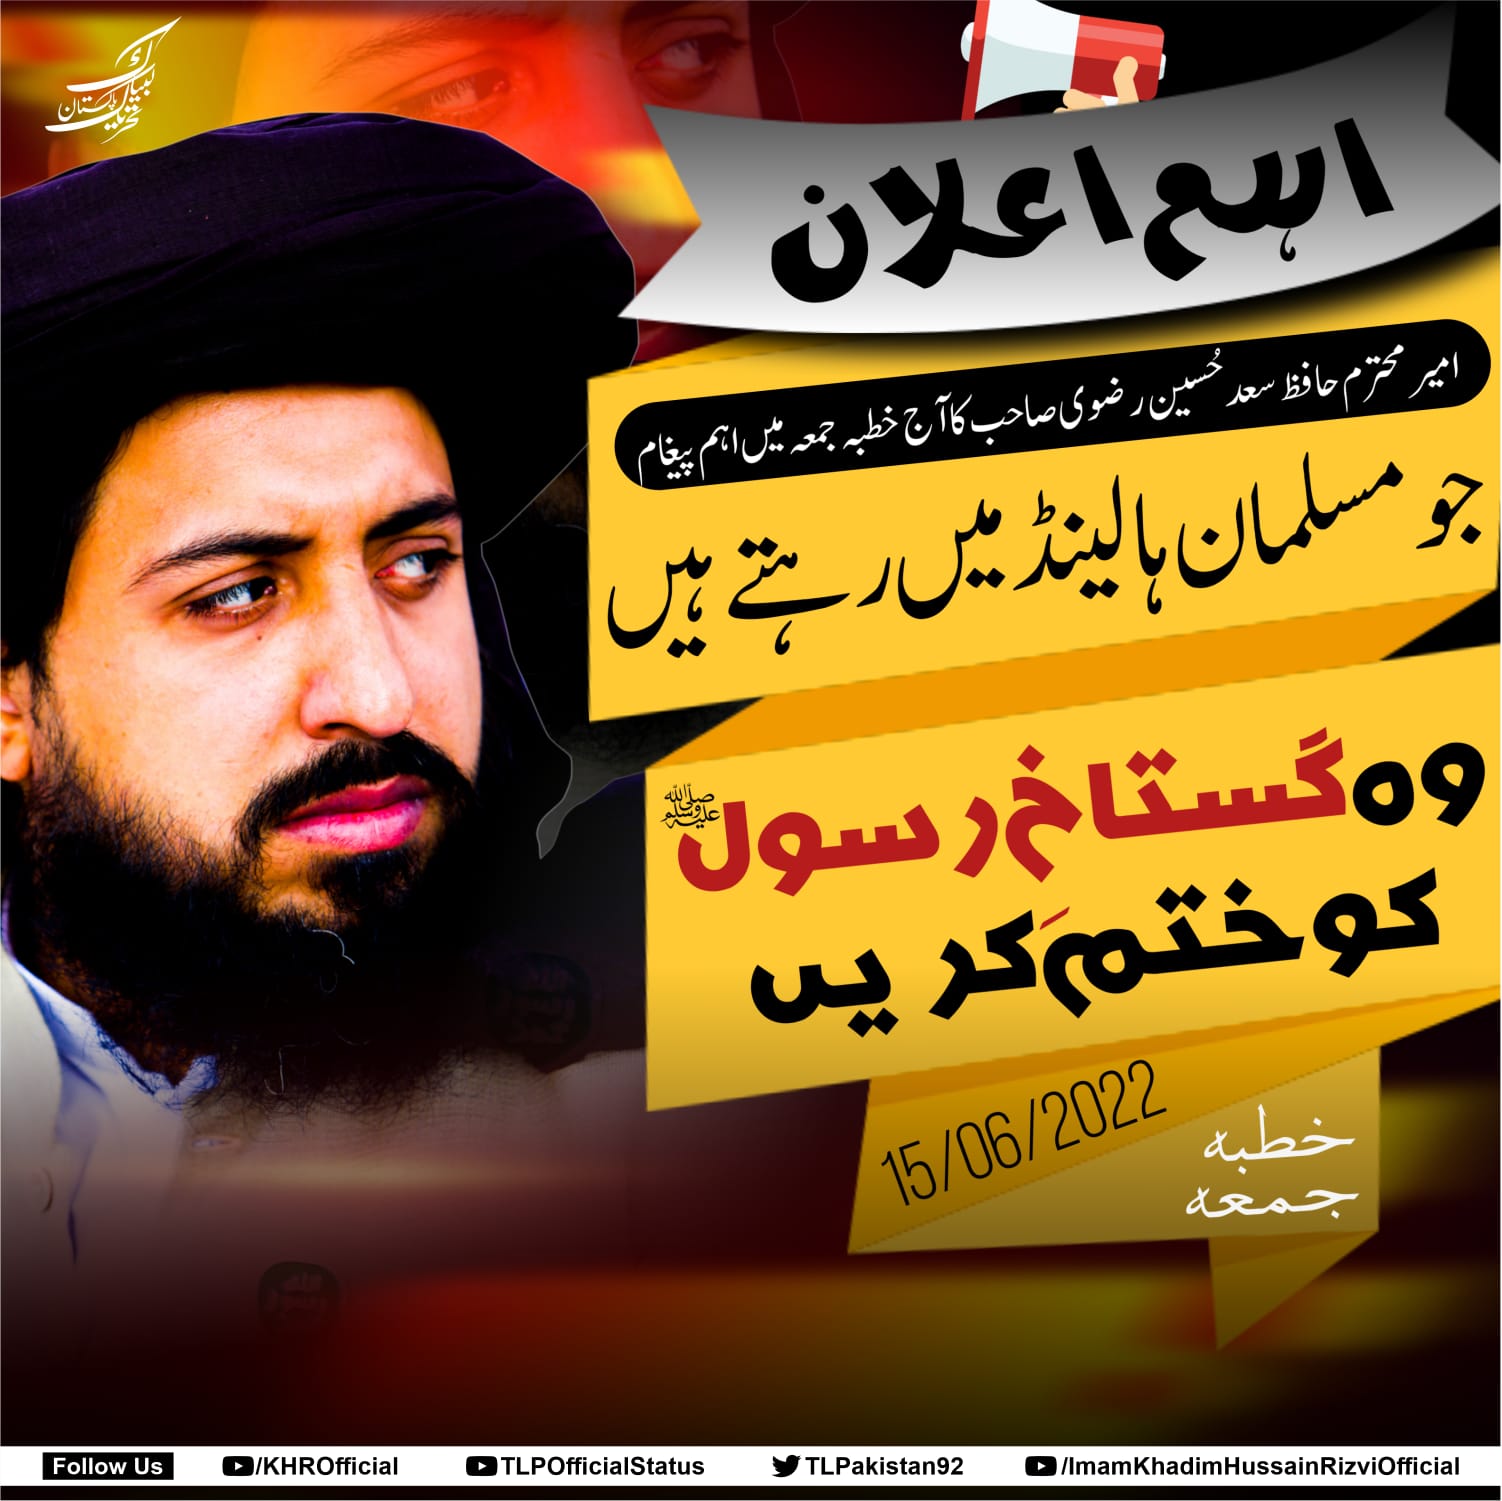 لبیک
تحریک پاکستان
اہم اعلان
امیر محترم حافظ سعد حُسین رضوی صاحب کا آج خطبہ جمعہ میں اہم پیغام
جو مسلمان ہالینڈ میں رہتے ہیں
وہ گستاخ رسول ﷺ
کو ختم کریں
15/06/2022
خطبہ
جمعہ
Follow Us /KHROfficial TLPOfficialStatus TLPakistan92 /ImamKhadimHussainRizviOfficial